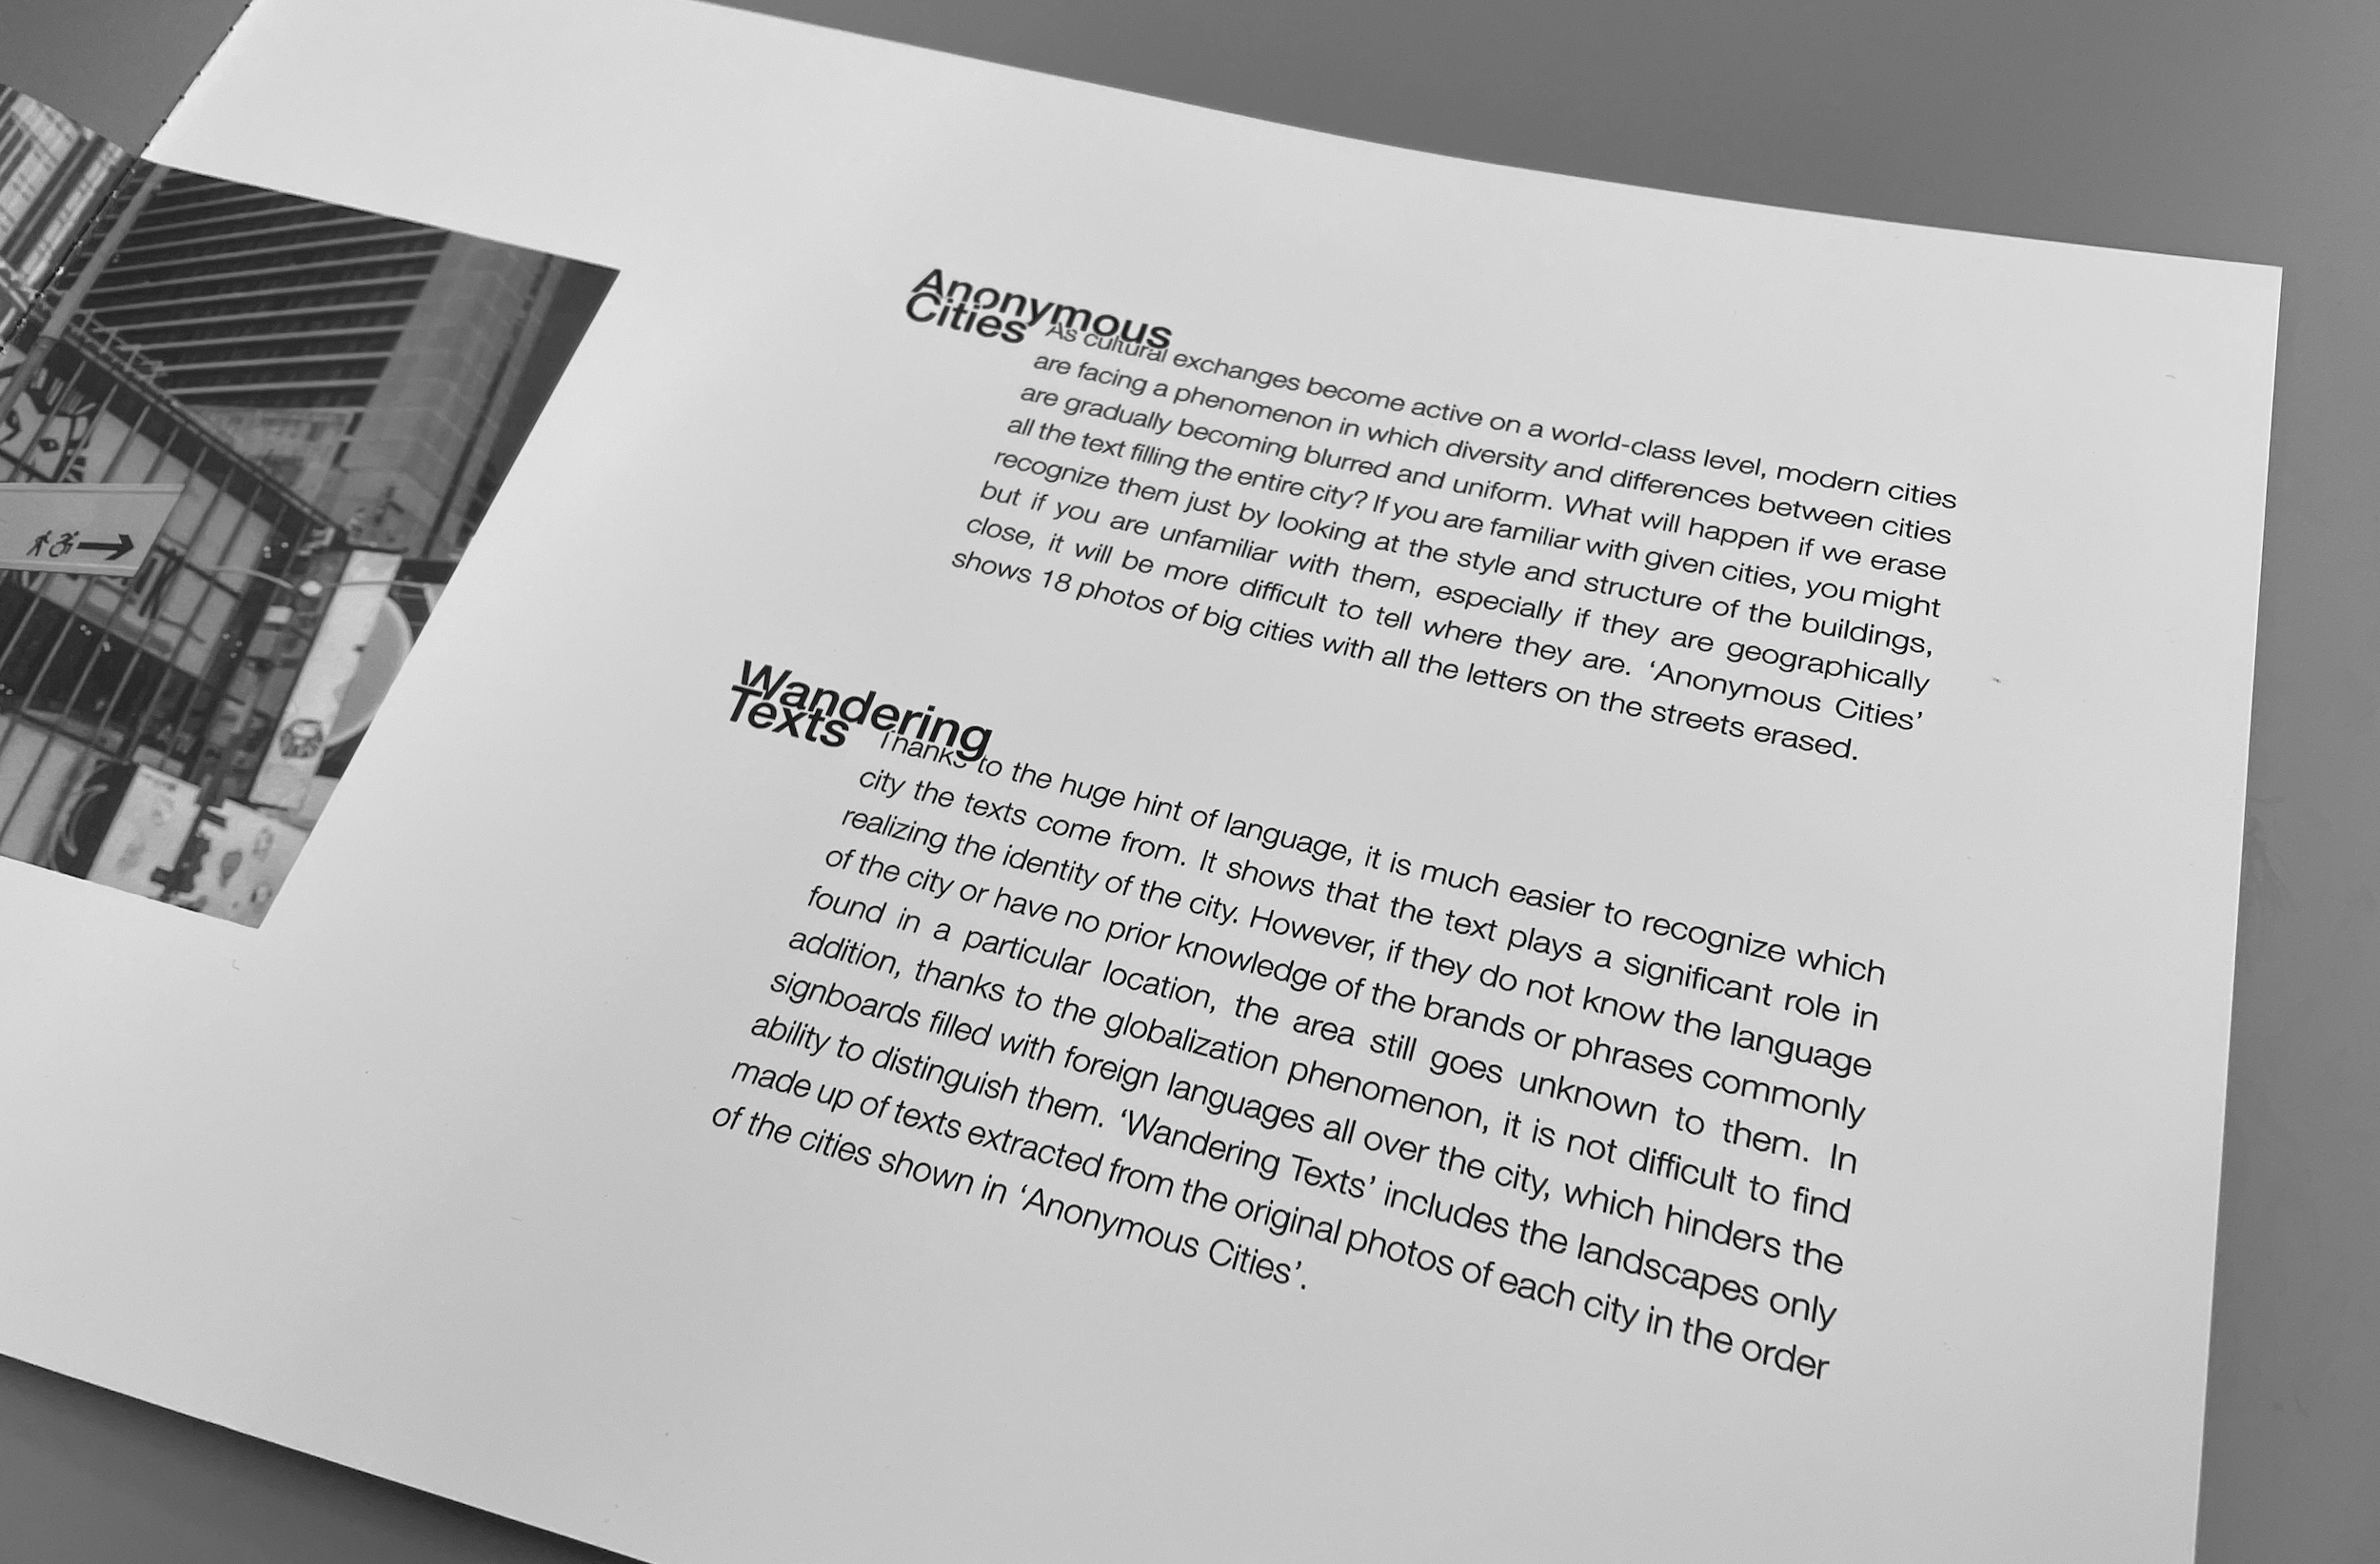 Anonymous
Cities
As cultural exchanges become active on a world-class level, modern cities
are facing a phenomenon in which diversity and differences between cities
are gradually becoming blurred and uniform. What will happen if we erase
all the text filling the entire city? If you are familiar with given cities, you might
recognize them just by looking at the style and structure of the buildings,
but if you are unfamiliar with them, especially if they are geographically
close, it will be more difficult to tell where they are. ‘Anonymous Cities’
shows 18 photos of big cities with all the letters on the streets erased.
Wandering
Texts
Thanks to the huge hint of language, it is much easier to recognize which
city the texts come from. It shows that the text plays a significant role in
realizing the identity of the city. However, if they do not know the language
of the city or have no prior knowledge of the brands or phrases commonly
found in a particular location, the area still goes unknown to them. In
addition, thanks to the globalization phenomenon, it is not difficult to find
signboards filled with foreign languages all over the city, which hinders the
ability to distinguish them. ‘Wandering Texts’ includes the landscapes only
made up of texts extracted from the original photos of each city in the order
of the cities shown in ‘Anonymous Cities’.